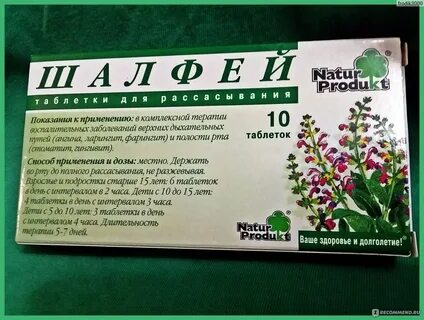 fredik3000
ШАЛФЕЙ
таблетки для рассасывания
Natur
Produkt
Показания к применению: в комплексной терапии
воспалительных заболеваний верхних дыхательных
путей (ангина, ларингит, фарингит) и полости рта
(стоматит, гингивит).
10
таблеток
Способ применения и дозы: местно. Держать
во рту до полного рассасывания, не разжевывая.
Взрослые и подростки старше 15 лет: 6 таблеток
в день с интервалом в 2 часа. Дети с 10 до 15 лет:
4 таблетки в день с интервалом 3 часа.
Дети с 5 до 10 лет: 3 таблетки в день
с интервалом 4 часа. Длительность
терапии 5-7 дней.
Natur
Produkt
Ваше здоровье и долголетие!
IRECOMMEND.RU